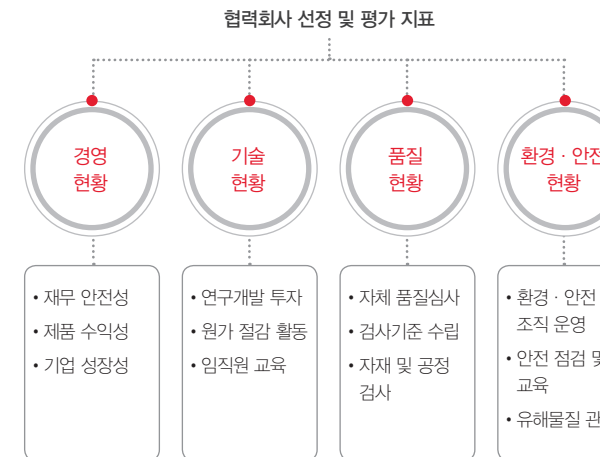 협력회사 선정 및 평가 지표
경영
현황
기술
현황
품질
현황
환경 · 안전
현황
• 재무 안전성
• 제품 수익성
• 기업 성장성
• 연구개발 투자
• 원가 절감 활동
• 임직원 교육
• 자체 품질심사
• 검사기준 수립
• 자재 및 공정
검사
• 환경 · 안전
조직 운영
• 안전 점검 및
교육
• 유해물질 관